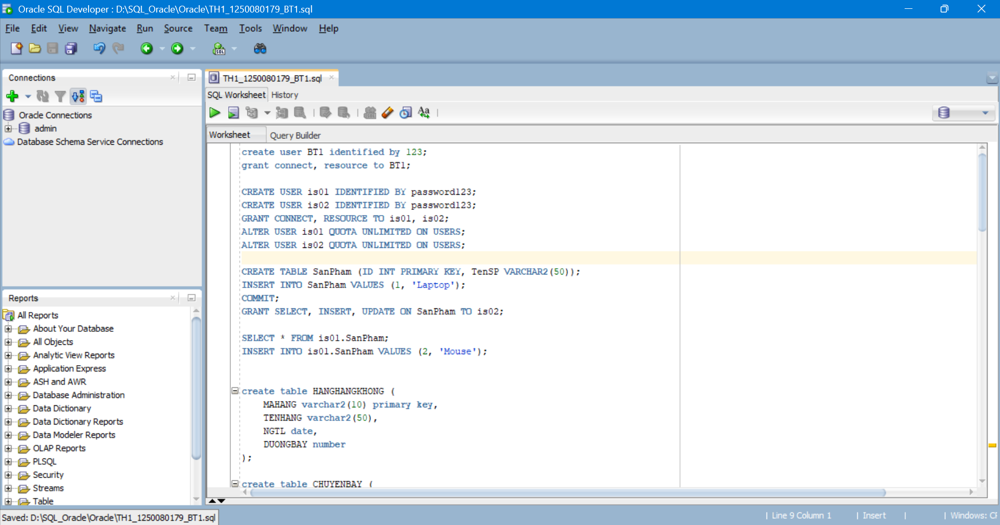 Oracle SQL Developer : D:\SQL_Oracle\Oracle\TH1_1250080179_BT1.sql
File Edit View Navigate Run Source Team Tools Window Help
Connections
Oracle Connections
admin
Database Schema Service Connections
Reports
All Reports
About Your Database
All Objects
Analytic View Reports
Application Express
ASH and AWR
Database Administration
Data Dictionary
Data Dictionary Reports
Data Modeler Reports
OLAP Reports
PLSQL
Security
Streams
Table
TH1_1250080179_BT1.sql
SQL Worksheet History
Worksheet Query Builder
create user BT1 identified by 123;
grant connect, resource to BT1;
CREATE USER is01 IDENTIFIED BY password123;
CREATE USER is02 IDENTIFIED BY password123;
GRANT CONNECT, RESOURCE TO is01, is02;
ALTER USER is01 QUOTA UNLIMITED ON USERS;
ALTER USER is02 QUOTA UNLIMITED ON USERS;
CREATE TABLE SanPham (ID INT PRIMARY KEY, TenSP VARCHAR2(50));
INSERT INTO SanPham VALUES (1, 'Laptop');
COMMIT;
GRANT SELECT, INSERT, UPDATE ON SanPham TO is02;
SELECT * FROM is01.SanPham;
INSERT INTO is01.SanPham VALUES (2, 'Mouse');
create table HANGHANGKHONG (
MAHANG varchar2(10) primary key,
TENHANG varchar2(50),
NGTL date,
DUONGBAY number
);
create table CHUYENBAY (
Saved: D:\SQL_Oracle\Oracle\TH1_1250080179_BT1.sql
Line 9 Column 1 | Insert | | Windows: CF